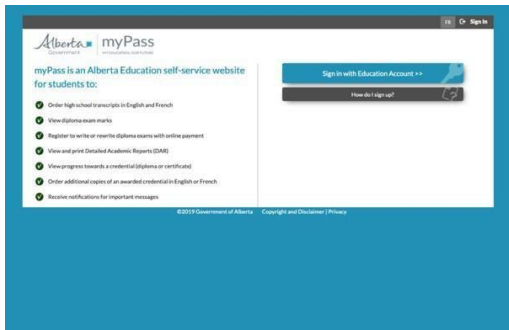 FR Sign In
Alberta Government myPass
myPass is an Alberta Education self-service website
for students to:
Order high school transcripts in English and French
View diploma exam marks
Register to write or rewrite diploma exams with online payment
View and print Detailed Academic Reports (DAR)
View progress towards a credential (diploma or certificate)
Order additional copies of an awarded credential in English or French
Receive notifications for important messages
Sign in with Education Account >>
How do I sign up?
©2019 Government of Alberta Copyright and Disclaimer | Privacy